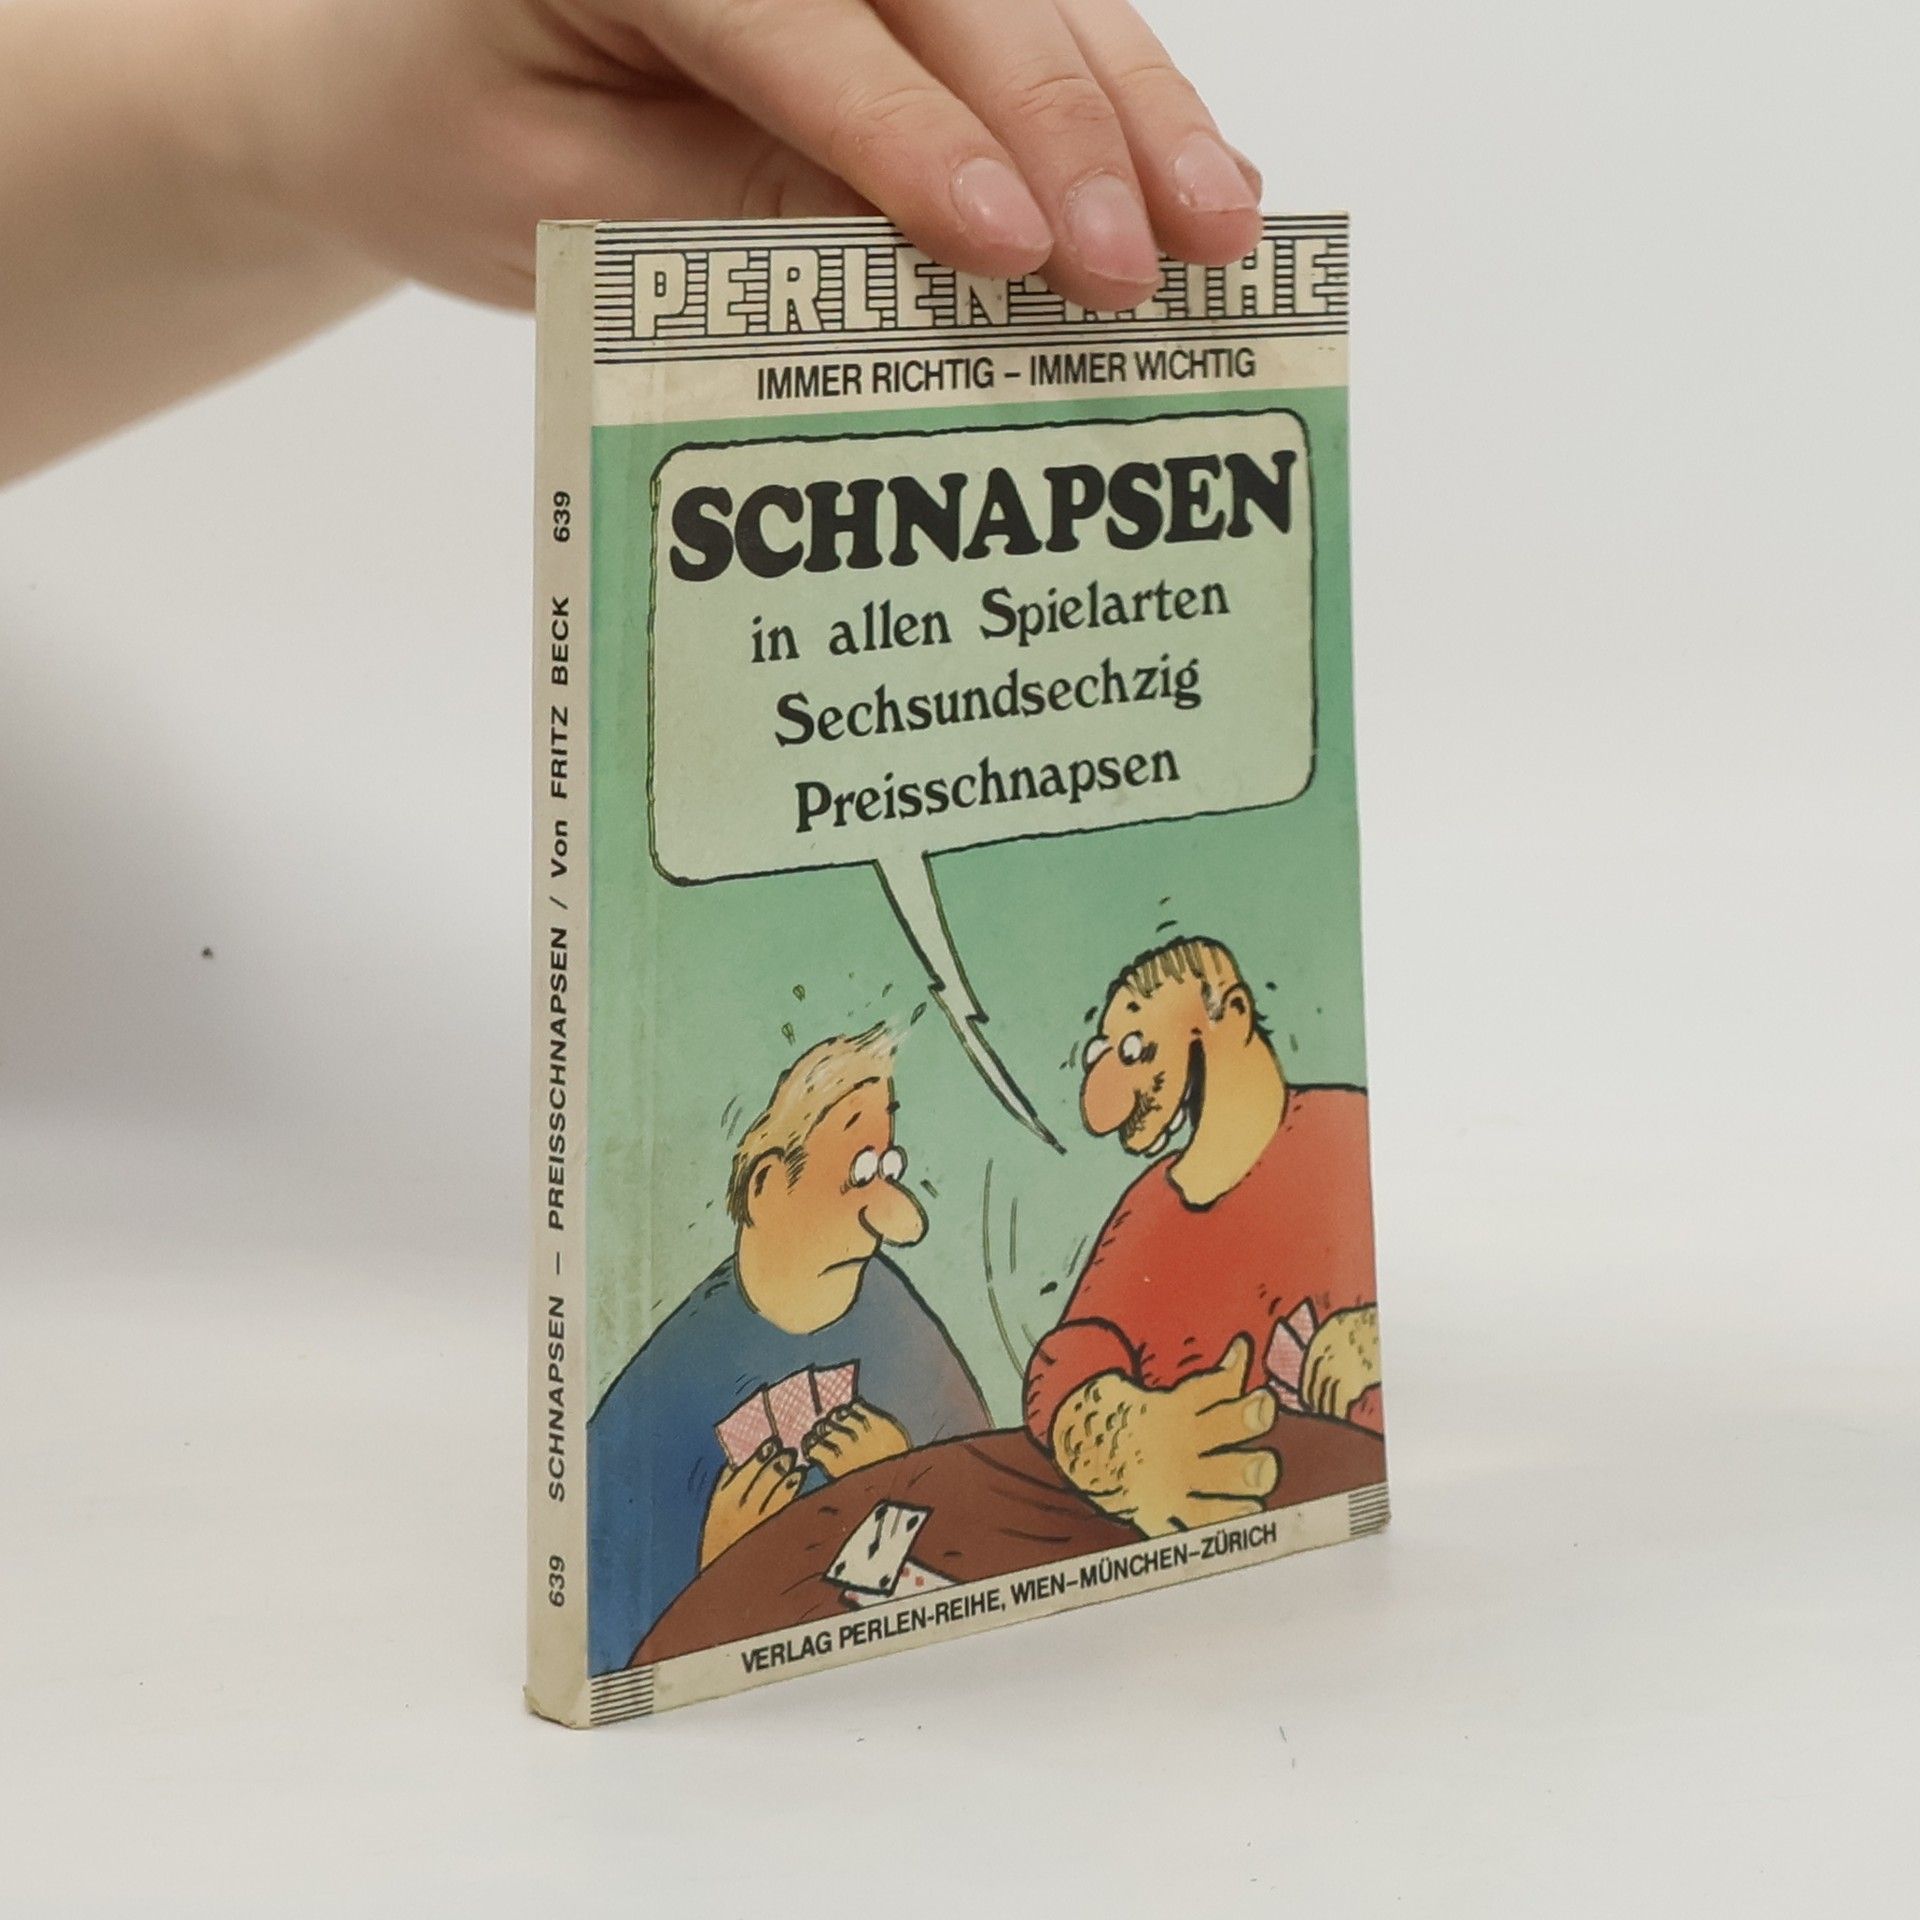 PERLEN-REIHE
IMMER RICHTIG – IMMER WICHTIG
SCHNAPSEN
in allen Spielarten
Sechsundsechzig
Preisschnapsen
VERLAG PERLEN-REIHE, WIEN–MÜNCHEN–ZÜRICH
639 SCHNAPSEN – PREISSCHNAPSEN / Von FRITZ BECK 639